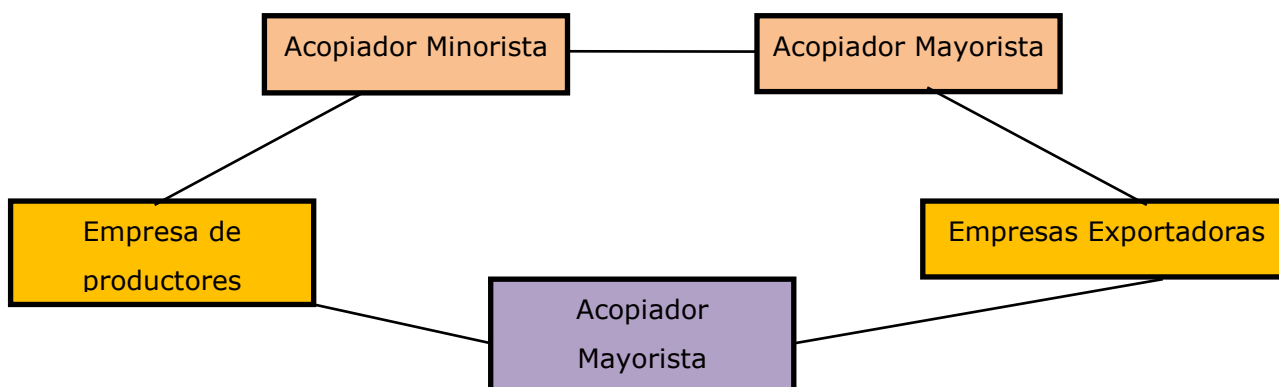 Acopiador Minorista
Acopiador Mayorista
Empresa de
productores
Empresas Exportadoras
Acopiador
Mayorista